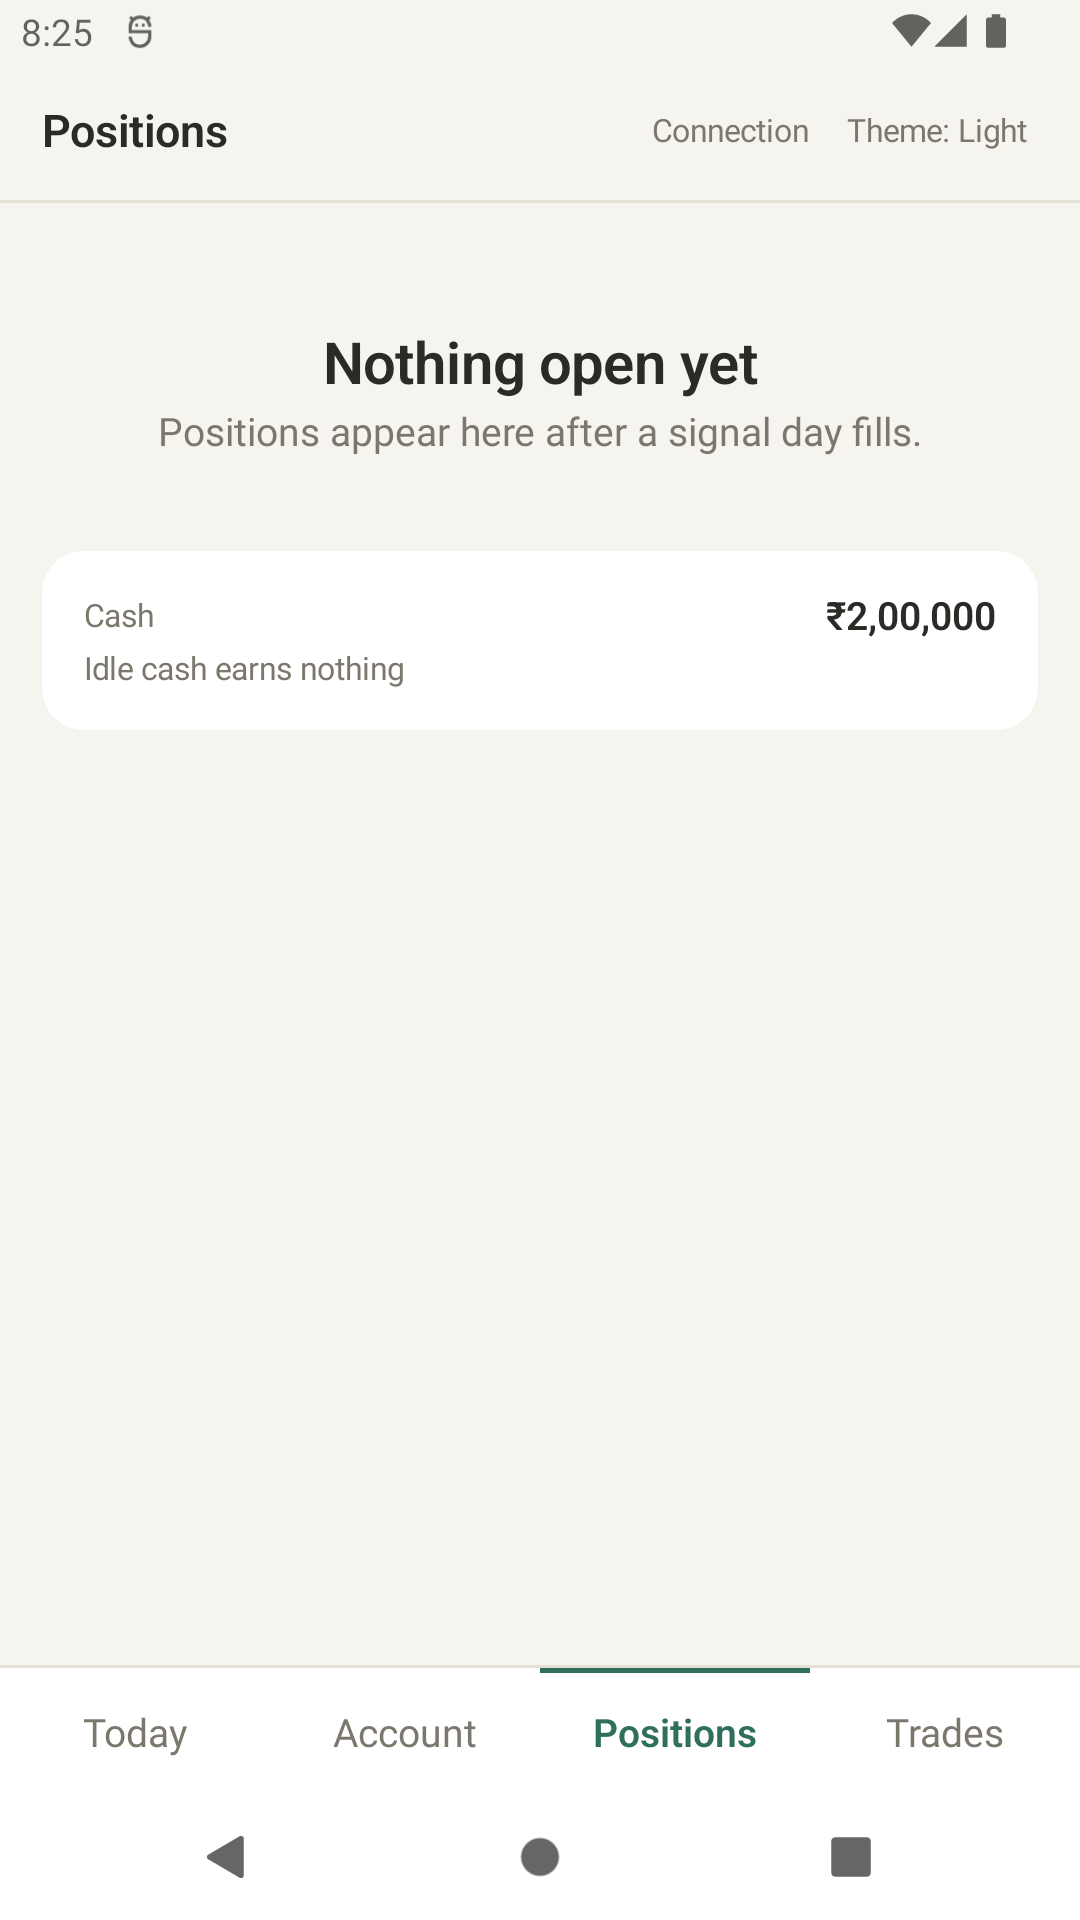 8:25
Positions
Connection
Theme: Light
Nothing open yet
Positions appear here after a signal day fills.
Cash
₹2,00,000
Idle cash earns nothing
Today
Account
Positions
Trades